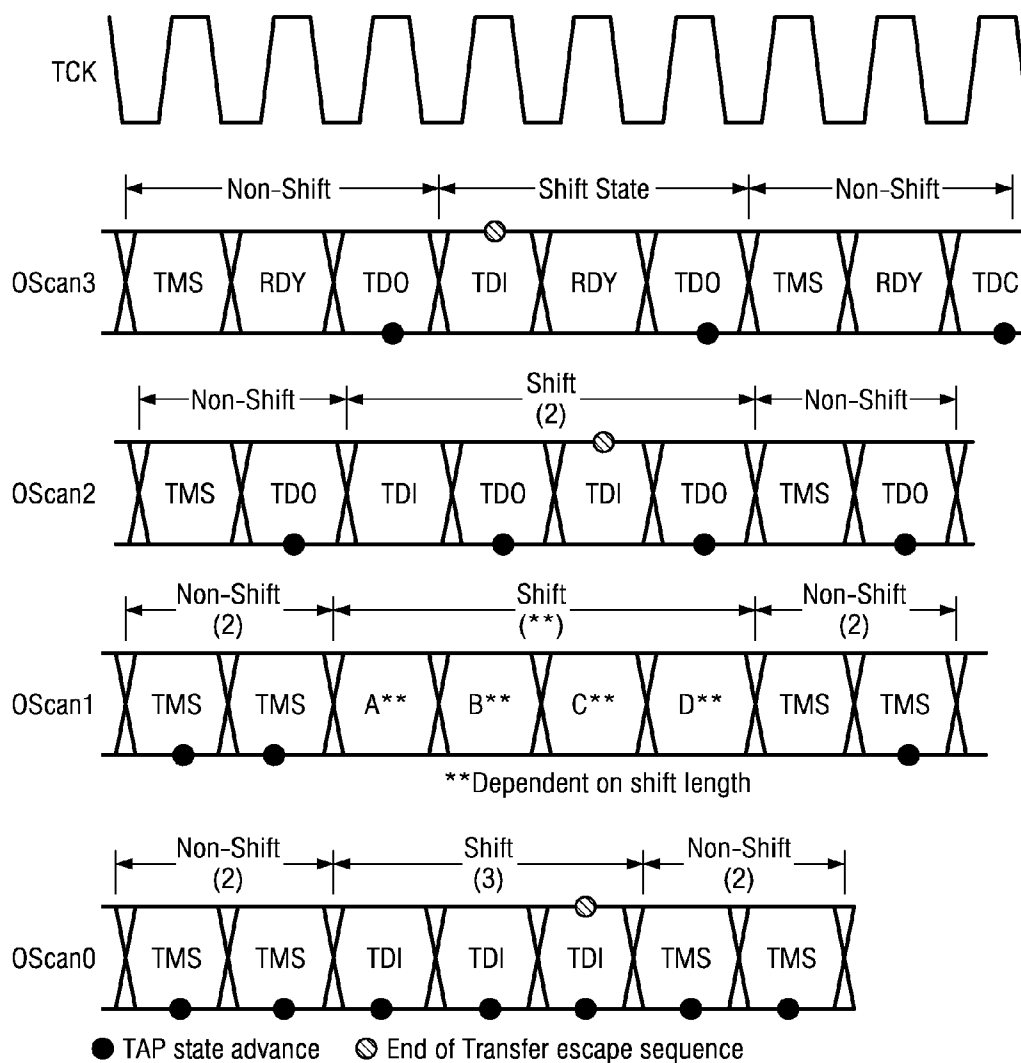 TCK
Non-Shift Shift State Non-Shift
OScan3 TMS RDY TDO TDI RDY TDO TMS RDY TDC
Non-Shift Shift (2) Non-Shift
OScan2 TMS TDO TDI TDO TDI TDO TMS TDO
Non-Shift (2) Shift (**) Non-Shift (2)
OScan1 TMS TMS A** B** C** D** TMS TMS
**Dependent on shift length
Non-Shift (2) Shift (3) Non-Shift (2)
OScan0 TMS TMS TDI TDI TDI TMS TMS
TAP state advance End of Transfer escape sequence